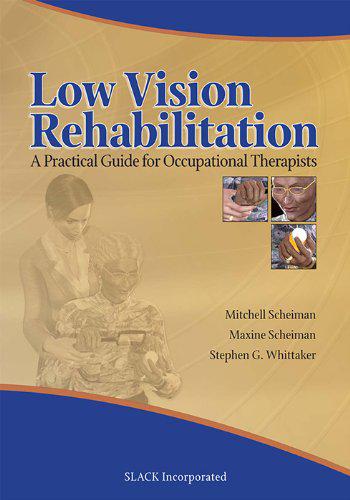 Low Vision
Rehabilitation
A Practical Guide for Occupational Therapists
Mitchell Scheiman
Maxine Scheiman
Stephen G. Whittaker
SLACK Incorporated